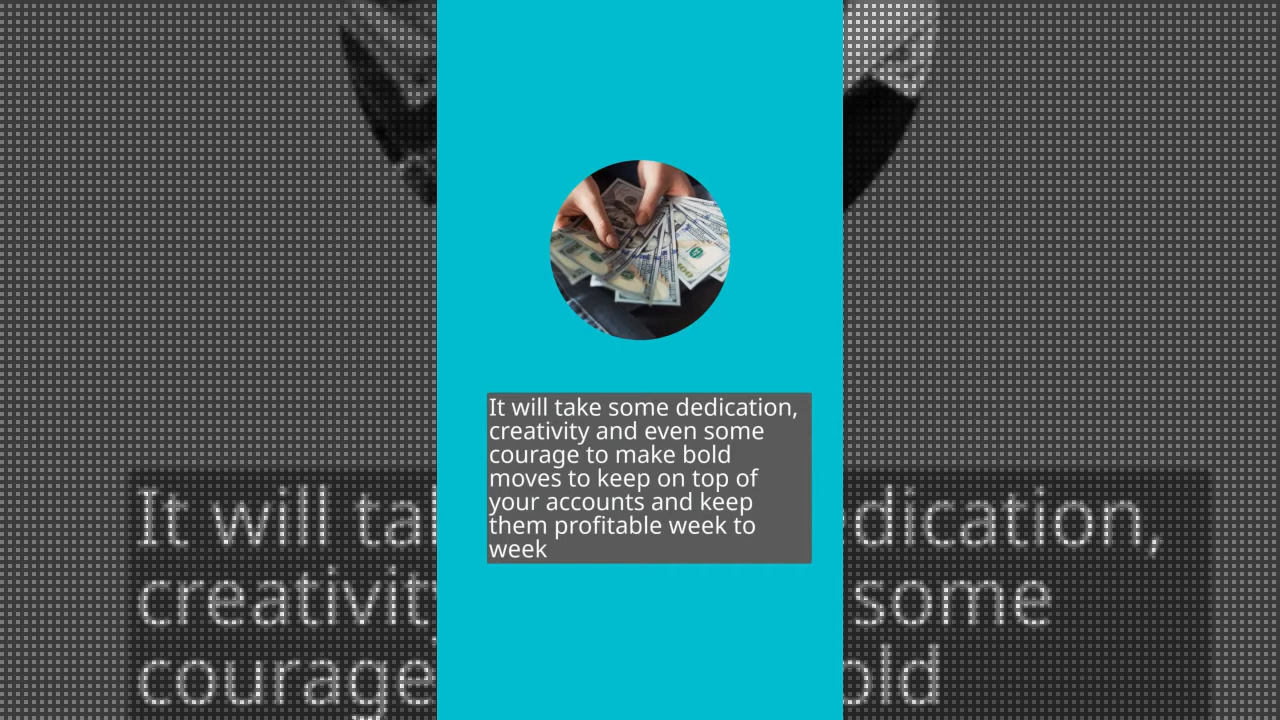 It will take some dedication,
creativity and even some
courage to make bold
moves to keep on top of
your accounts and keep
them profitable week to
week